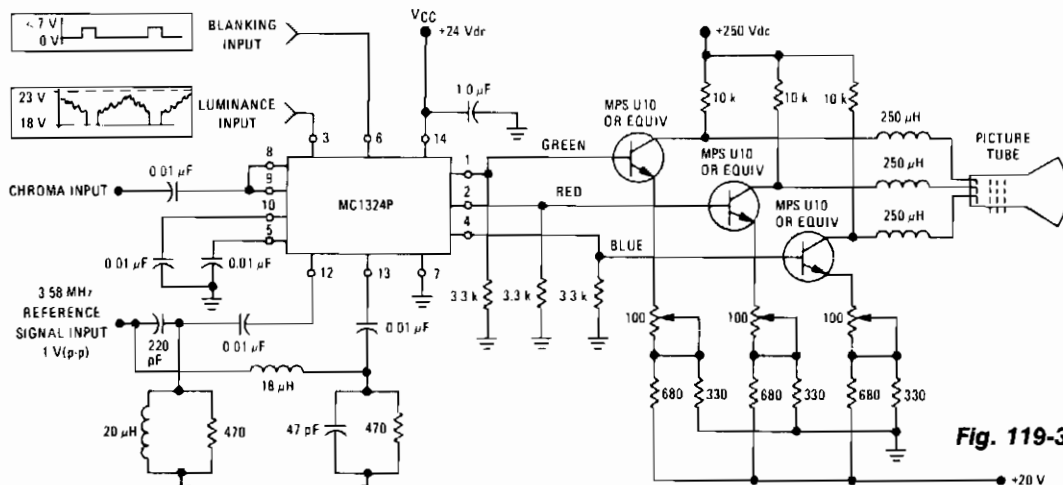 < 7 V
0 V
BLANKING
INPUT
VCC
+24 Vdr
+250 Vdc
23 V
18 V
LUMINANCE
INPUT
1.0 µF
10 k
10 k
10 k
MPS U10
OR EQUIV
MPS U10
OR EQUIV
MPS U10
OR EQUIV
250 µH
250 µH
250 µH
PICTURE
TUBE
CHROMA INPUT
0.01 µF
3
6
14
8
9
10
5
MC1324P
1
2
4
12
13
7
GREEN
RED
BLUE
0.01 µF
0.01 µF
3.58 MHz
REFERENCE
SIGNAL INPUT
1 V(p-p)
220
pF
0.01 µF
0.01 µF
18 µH
20 µH
470
47 pF
470
3.3 k
3.3 k
3.3 k
100
100
100
680
330
680
330
680
330
Fig. 119-3
+20 V